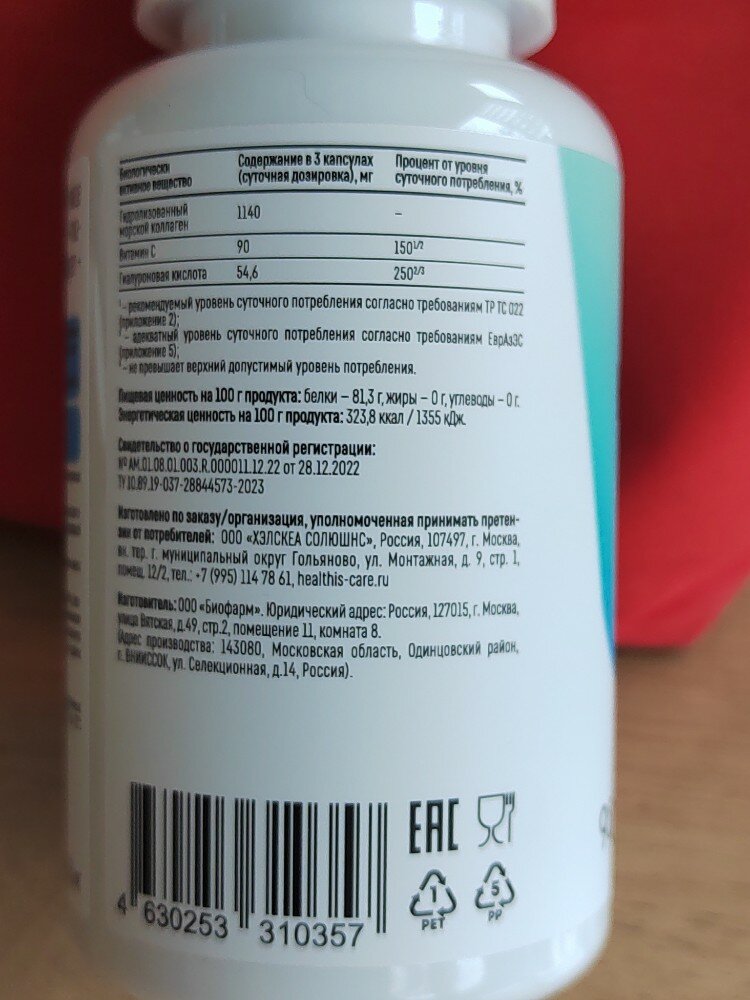 Биологически активное вещество Содержание в 3 капсулах (суточная дозировка), мг Процент от уровня суточного потребления, %
Гидролизованный морской коллаген 1140 –
Витамин С 90 150¹/²
Гиалуроновая кислота 54,6 250²/³
¹ – рекомендуемый уровень суточного потребления согласно требованиям ТР ТС 022
(приложение 2);
² – адекватный уровень суточного потребления согласно требованиям ЕврАзЭС
(приложение 5);
³ – не превышает верхний допустимый уровень потребления.
Пищевая ценность на 100 г продукта: белки – 81,3 г, жиры – 0 г, углеводы – 0 г.
Энергетическая ценность на 100 г продукта: 323,8 ккал / 1355 кДж.
Свидетельство о государственной регистрации:
№ AM.01.08.01.003.R.000011.12.22 от 28.12.2022
ТУ 10.89.19-037-28844573-2023
Изготовлено по заказу/организация, уполномоченная принимать претен-
зии от потребителей: ООО «ХЭЛСКЕА СОЛЮШНС», Россия, 107497, г. Москва,
вн. тер. г. муниципальный округ Гольяново, ул. Монтажная, д. 9, стр. 1,
помещ. 12/2, тел.: +7 (995) 114 78 61, healthis-care.ru
Изготовитель: ООО «Биофарм». Юридический адрес: Россия, 127015, г. Москва,
улица Вятская, д.49, стр.2, помещение 11, комната 8.
(Адрес производства: 143080, Московская область, Одинцовский район,
п. ВНИИССОК, ул. Селекционная, д.14, Россия).
EAC
1 5
PET PP
4 630253 310357